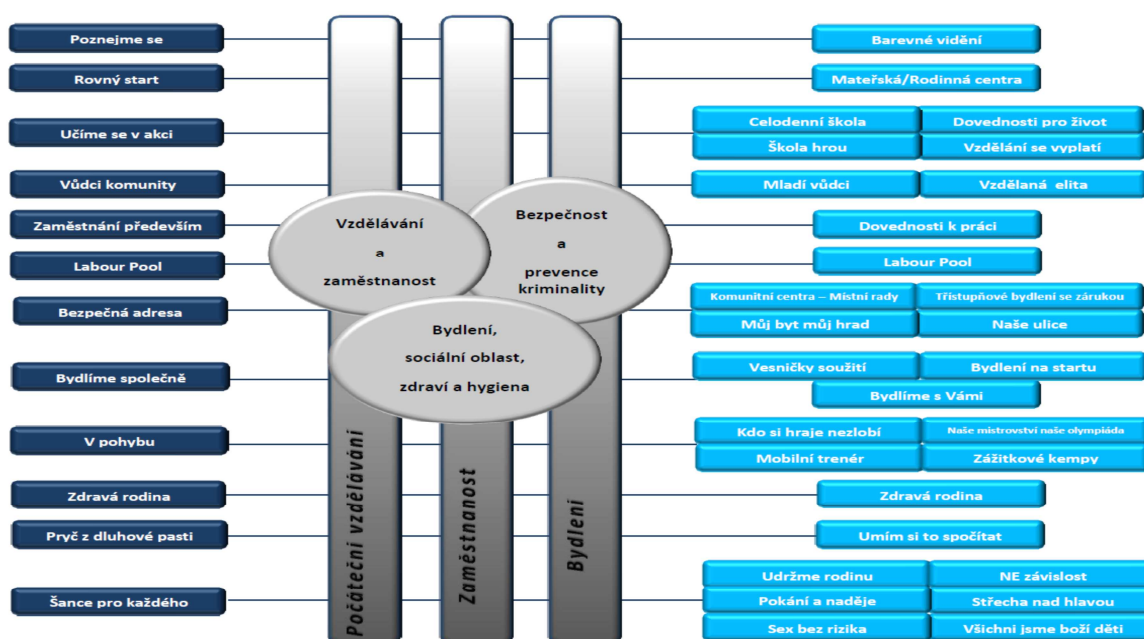 Poznejme se
Barevné vidění
Rovný start
Mateřská/Rodinná centra
Učíme se v akci
Celodenní škola
Dovednosti pro život
Škola hrou
Vzdělání se vyplatí
Vůdci komunity
Mladí vůdci
Vzdělaná elita
Zaměstnání především
Dovednosti k práci
Labour Pool
Labour Pool
Bezpečná adresa
Komunitní centra – Místní rady
Třístupňové bydlení se zárukou
Můj byt můj hrad
Naše ulice
Bydlíme společně
Vesničky soužití
Bydlení na startu
Bydlíme s Vámi
V pohybu
Kdo si hraje nezlobí
Naše mistrovství naše olympiáda
Mobilní trenér
Zážitkové kempy
Zdravá rodina
Zdravá rodina
Pryč z dluhové pasti
Umím si to spočítat
Šance pro každého
Udržme rodinu
NE závislost
Pokání a naděje
Střecha nad hlavou
Sex bez rizika
Všichni jsme boží děti
Vzdělávání
a
zaměstnanost
Bezpečnost
a
prevence
kriminality
Bydlení,
sociální oblast,
zdraví a hygiena
Počáteční vzdělávání
Zaměstnanost
Bydlení